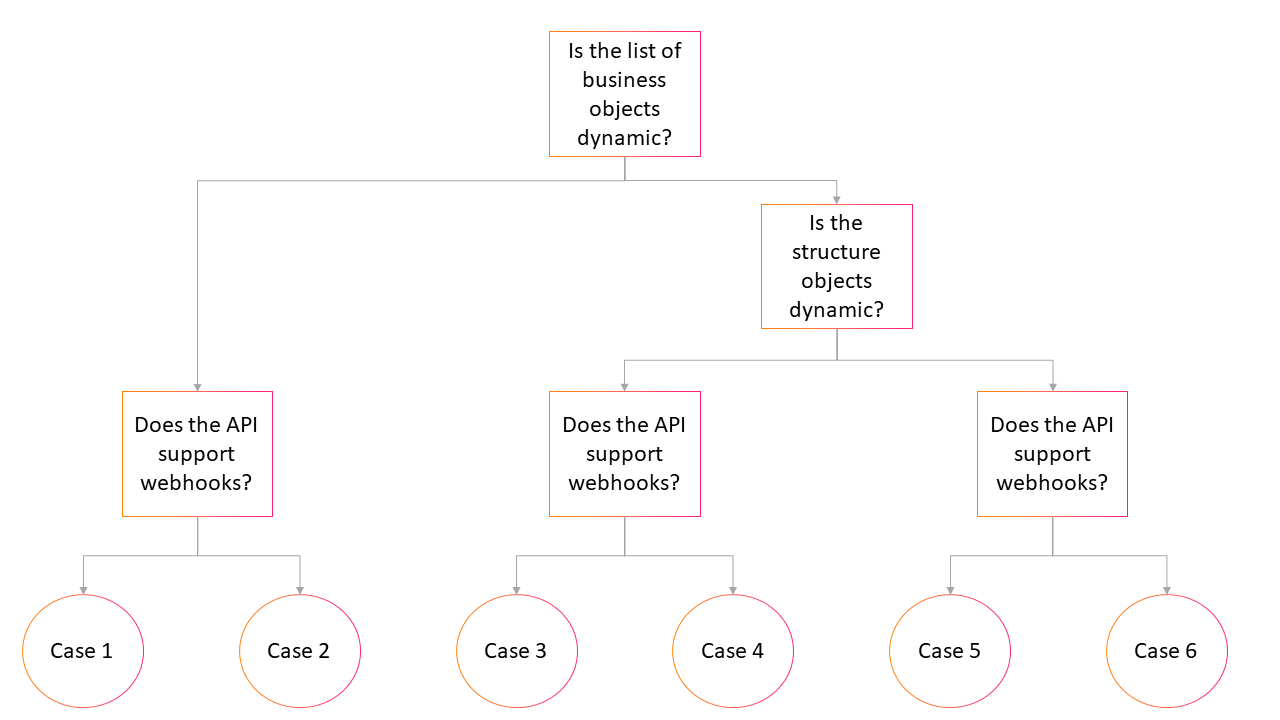 Is the list of
business
objects
dynamic?
Is the
structure
objects
dynamic?
Does the API
support
webhooks?
Does the API
support
webhooks?
Does the API
support
webhooks?
Case 1
Case 2
Case 3
Case 4
Case 5
Case 6